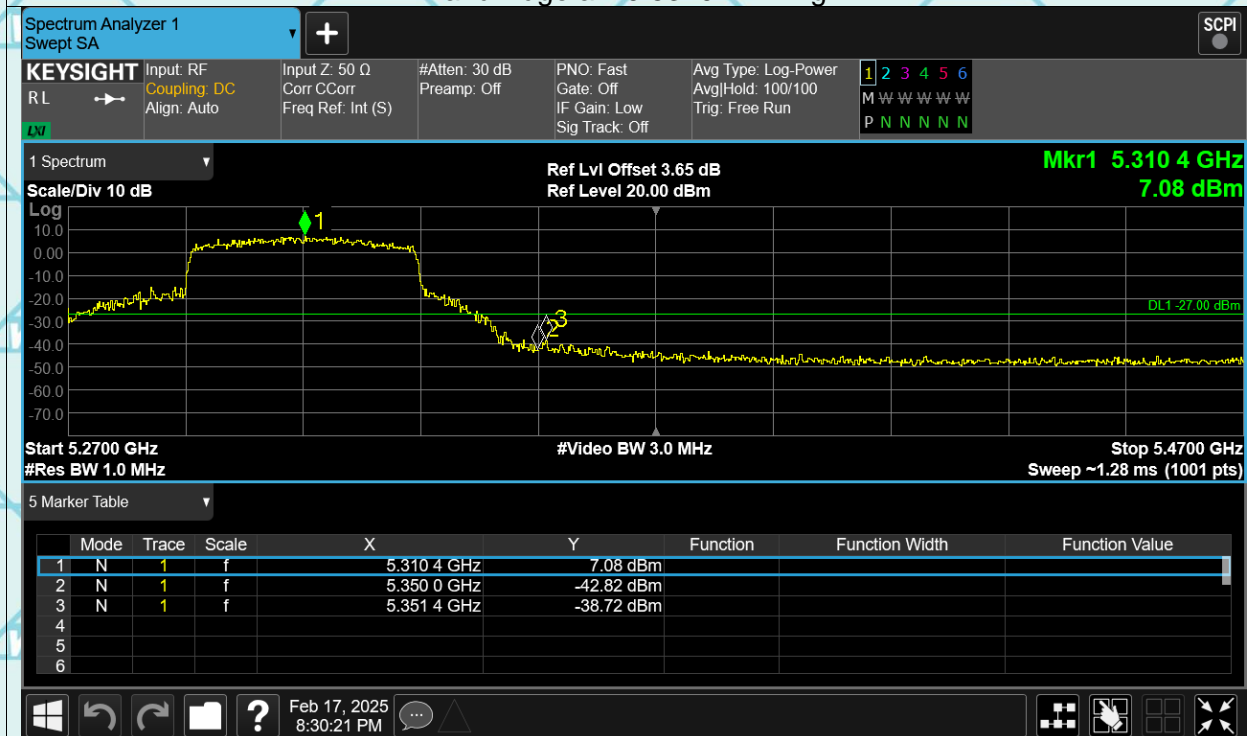 Spectrum Analyzer 1
Swept SA
+
SCPI
KEYSIGHT
RL
LXI
Input: RF
Coupling: DC
Align: Auto
Input Z: 50 Ω
Corr CCorr
Freq Ref: Int (S)
#Atten: 30 dB
Preamp: Off
PNO: Fast
Gate: Off
IF Gain: Low
Sig Track: Off
Avg Type: Log-Power
Avg|Hold: 100/100
Trig: Free Run
1 2 3 4 5 6
M W W W W W W
P N N N N N N
1 Spectrum
Scale/Div 10 dB
Ref Lvl Offset 3.65 dB
Ref Level 20.00 dBm
Mkr1 5.310 4 GHz
7.08 dBm
Log
10.0
0.00
-10.0
-20.0
-30.0
-40.0
-50.0
-60.0
-70.0
1
2
3
DL1 -27.00 dBm
Start 5.2700 GHz
#Video BW 3.0 MHz
Stop 5.4700 GHz
#Res BW 1.0 MHz
Sweep ~1.28 ms (1001 pts)
5 Marker Table
Mode Trace Scale X Y Function Function Width Function Value
1 N 1 f 5.310 4 GHz 7.08 dBm
2 N 1 f 5.350 0 GHz -42.82 dBm
3 N 1 f 5.351 4 GHz -38.72 dBm
4
5
6
?
Feb 17, 2025
8:30:21 PM